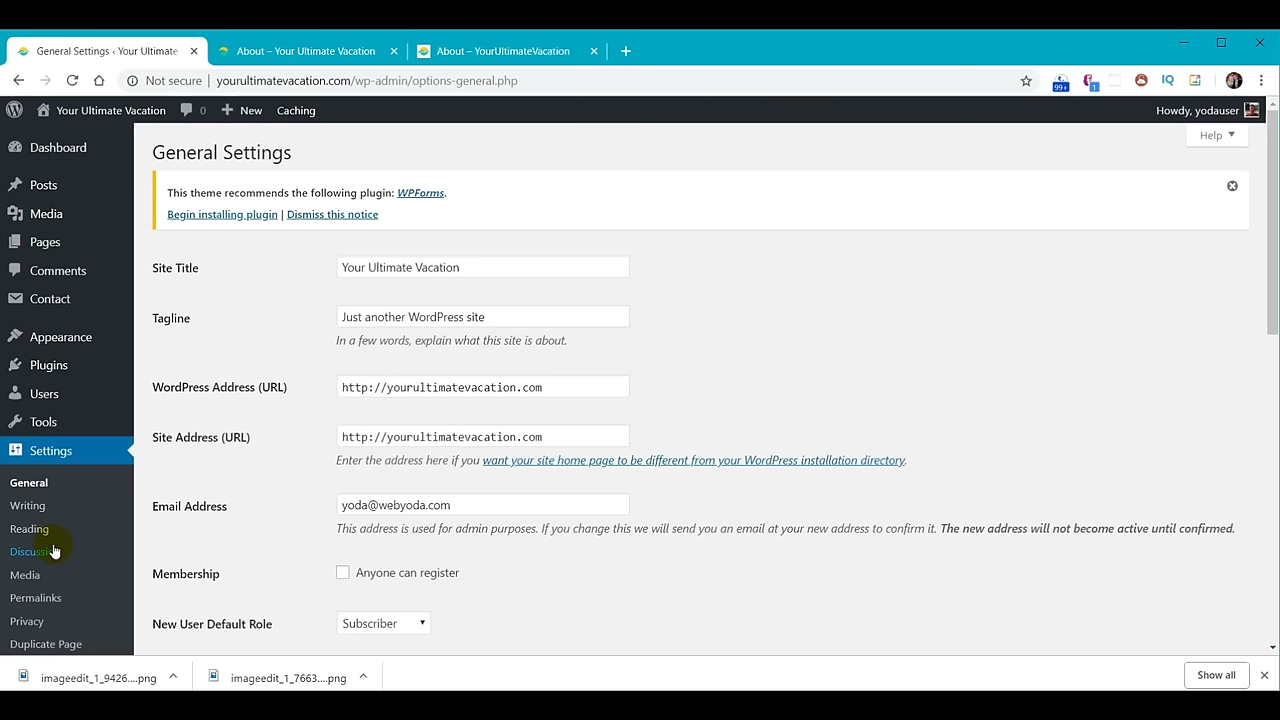 General Settings ‹ Your Ultimate
About – Your Ultimate Vacation
About – YourUltimateVacation
Not secure | yourultimatevacation.com/wp-admin/options-general.php
99+
1
IQ
Your Ultimate Vacation 0 New Caching
Howdy, yodauser
Dashboard
Posts
Media
Pages
Comments
Contact
Appearance
Plugins
Users
Tools
Settings
General
Writing
Reading
Media
Permalinks
Privacy
Duplicate Page
Help
General Settings
This theme recommends the following plugin: WPForms.
Begin installing plugin | Dismiss this notice
Site Title Your Ultimate Vacation
Tagline Just another WordPress site
In a few words, explain what this site is about.
WordPress Address (URL) http://yourultimatevacation.com
Site Address (URL) http://yourultimatevacation.com
Enter the address here if you want your site home page to be different from your WordPress installation directory.
Email Address yoda@webyoda.com
This address is used for admin purposes. If you change this we will send you an email at your new address to confirm it. The new address will not become active until confirmed.
Membership Anyone can register
New User Default Role Subscriber
imageedit_1_9426....png
imageedit_1_7663....png
Show all